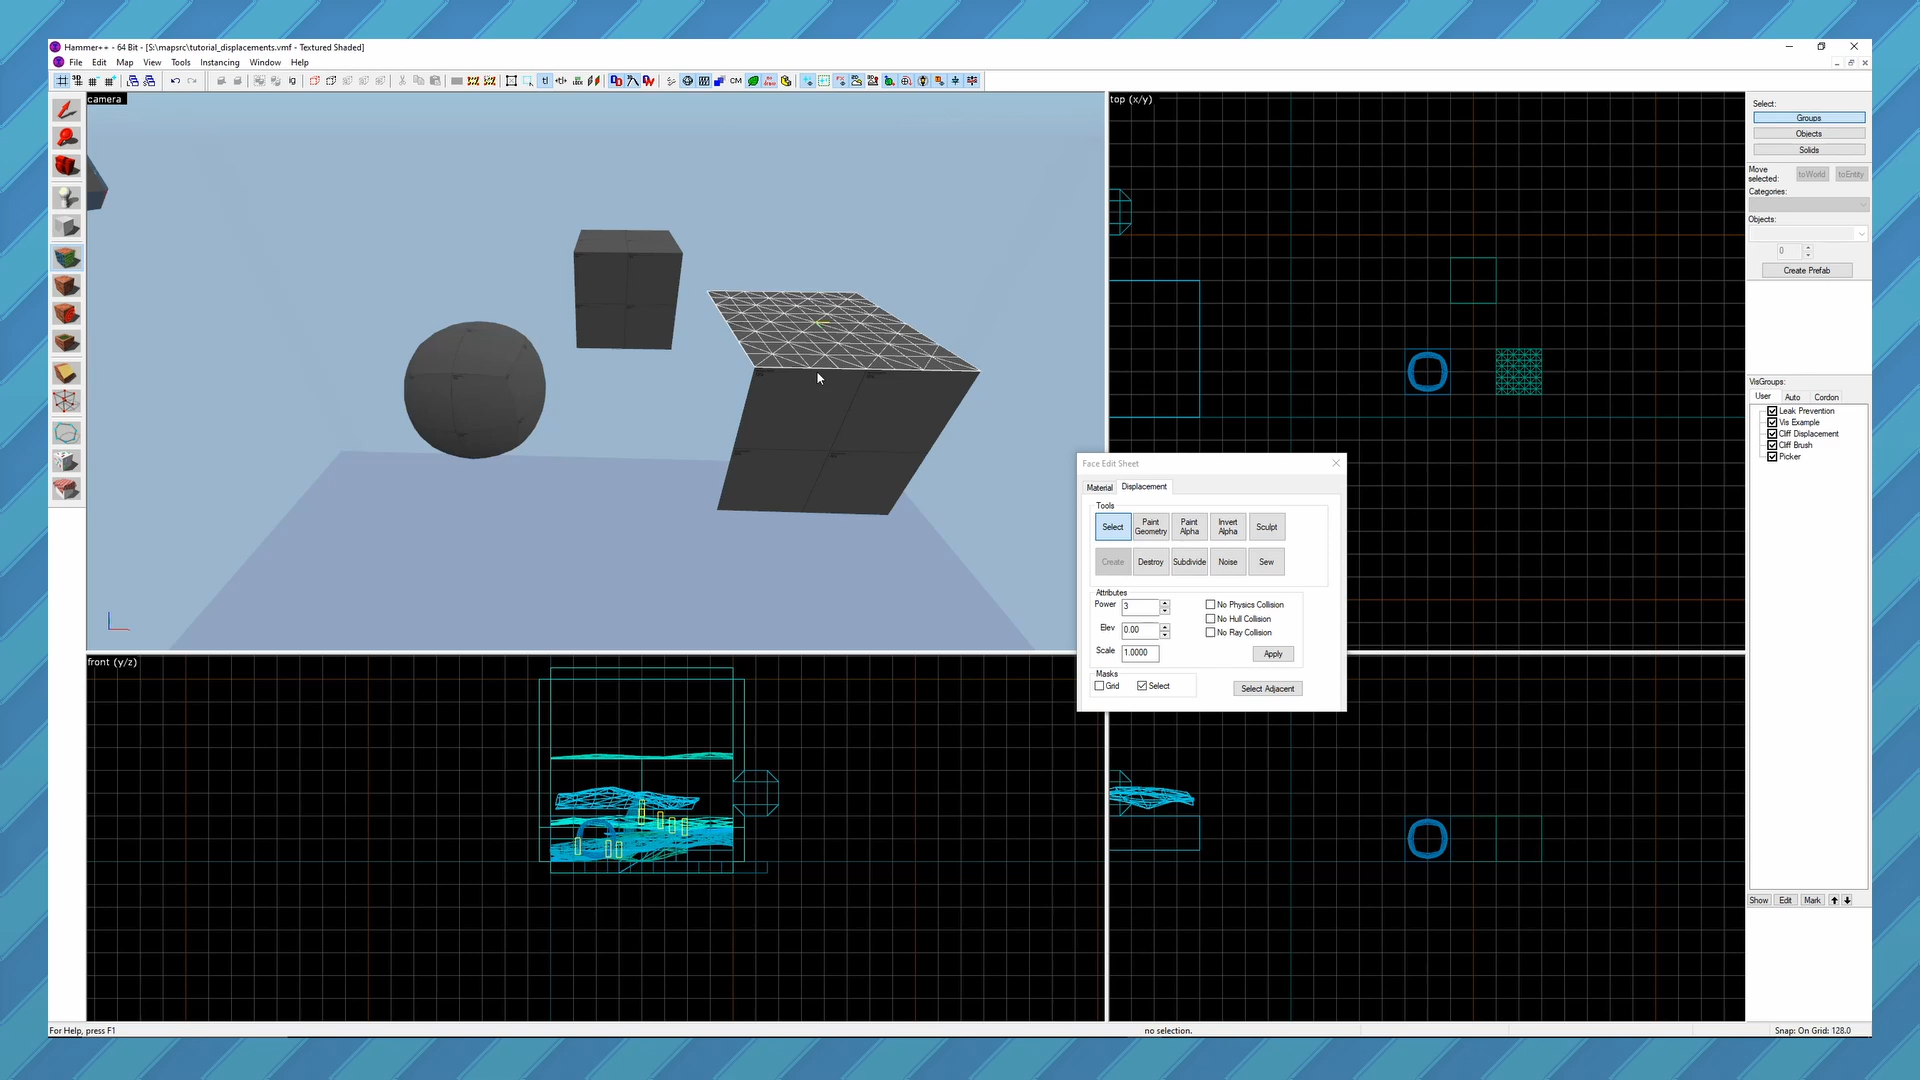 Hammer++ - 64 Bit - [S:\mapsrc\tutorial_displacements.vmf - Textured Shaded]
File Edit Map View Tools Instancing Window Help
camera
top (x/y)
front (y/z)
Select:
Groups
Objects
Solids
Move selected: toWorld toEntity
Categories:
Objects:
0
Create Prefab
VisGroups:
User Auto Cordon
Leak Prevention
Vis Example
Cliff Displacement
Cliff Brush
Picker
Show Edit Mark
Face Edit Sheet
Material Displacement
Tools
Select Paint Geometry Paint Alpha Invert Alpha Sculpt
Create Destroy Subdivide Noise Sew
Attributes
Power 3 No Physics Collision
Elev 0.00 No Hull Collision
No Ray Collision
Scale 1.0000 Apply
Masks
Grid Select Select Adjacent
For Help, press F1
no selection.
Snap: On Grid: 128.0